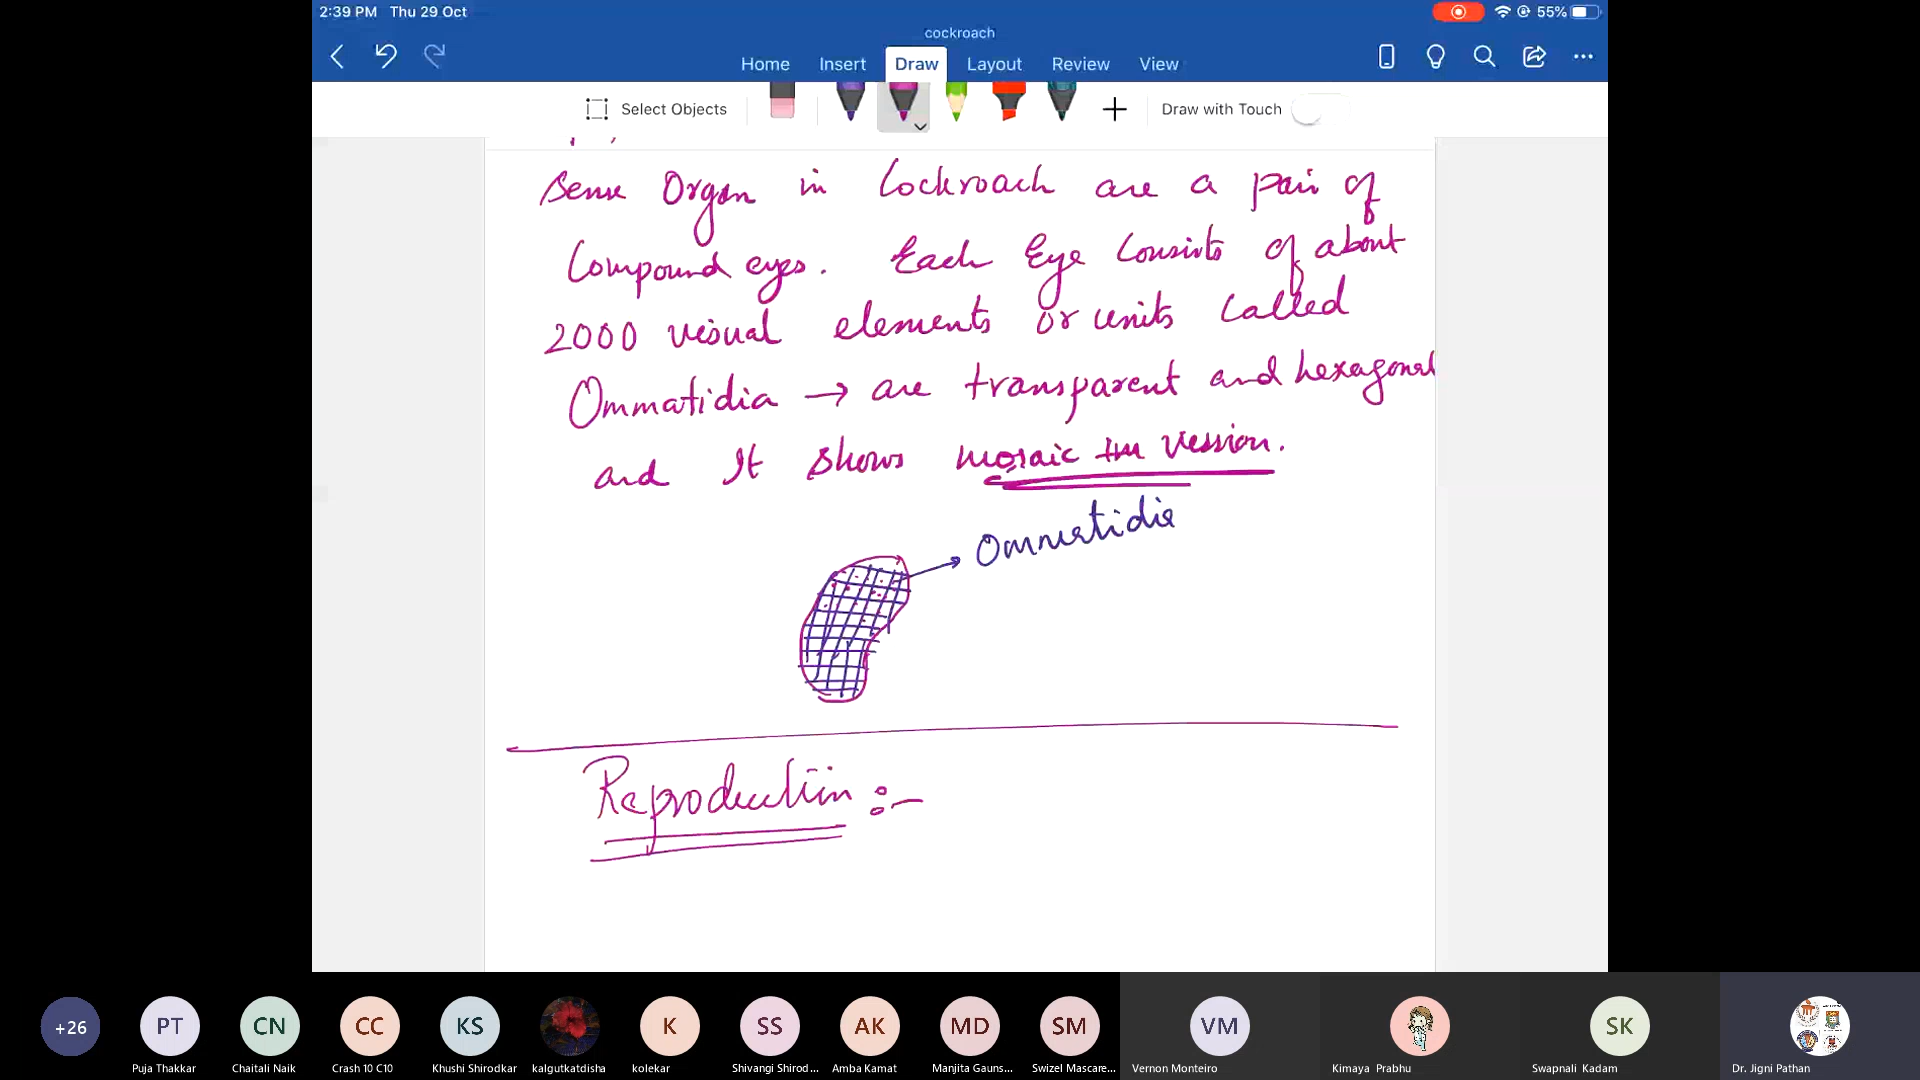 2:39 PM Thu 29 Oct
55%
cockroach
Home Insert Draw Layout Review View
Select Objects
Draw with Touch
Sense Organ in Cockroach are a pair of
Compound eyes. Each Eye Consists of about
2000 visual elements or units called
Ommatidia → are transparent and hexagonal
and It shows mosaic vission.
Ommatidia
Reproduction :-
+26 PT CN CC KS K SS AK MD SM VM SK
Puja Thakkar Chaitali Naik Crash 10 C10 Khushi Shirodkar kalgutkatdisha kolekar Shivangi Shirod... Amba Kamat Manjita Gauns... Swizel Mascare... Vernon Monteiro Kimaya Prabhu Swapnali Kadam Dr. Jigni Pathan